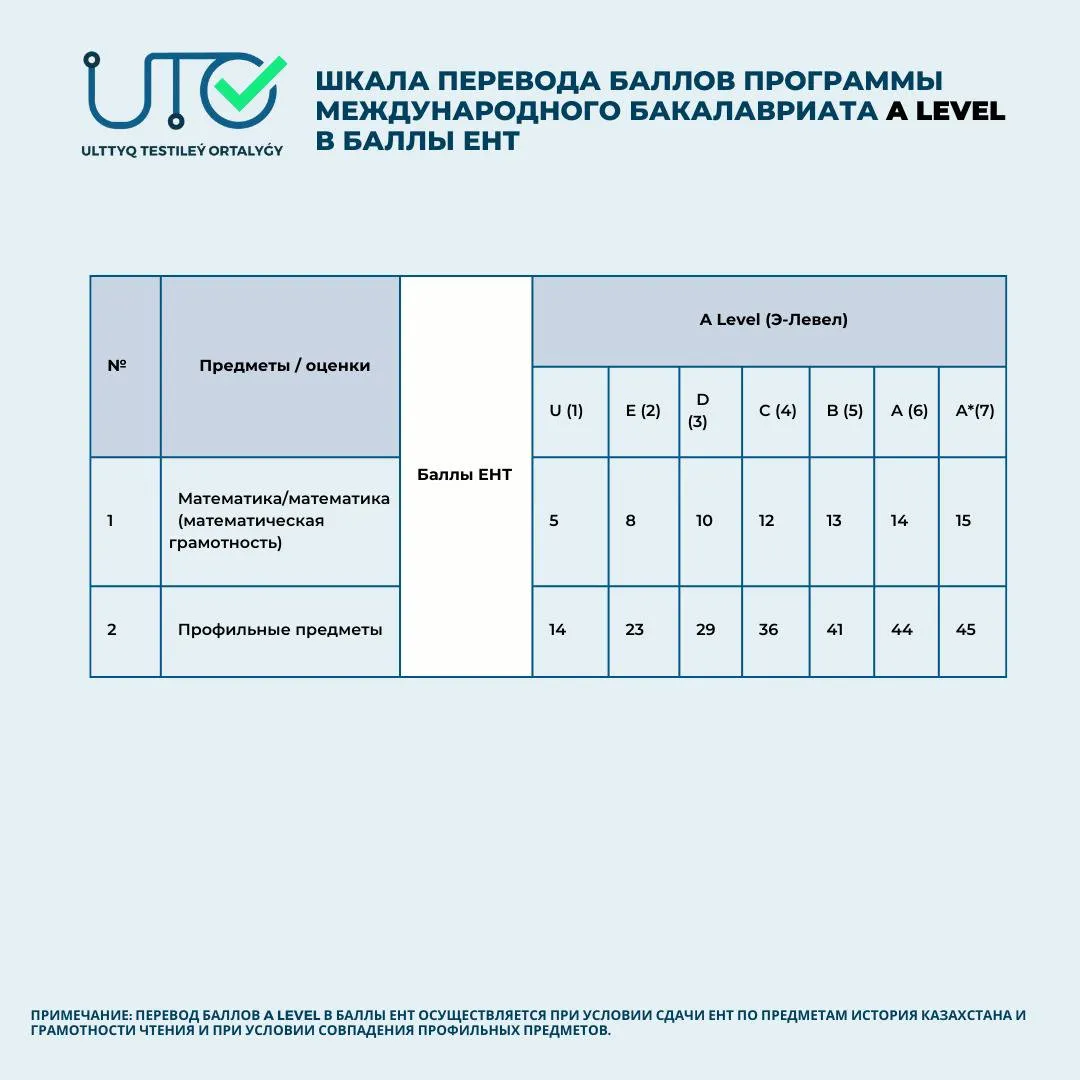 UTO
ULTTYQ TESTILEÝ ORTALYǴY
ШКАЛА ПЕРЕВОДА БАЛЛОВ ПРОГРАММЫ
МЕЖДУНАРОДНОГО БАКАЛАВРИАТА A LEVEL
В БАЛЛЫ ЕНТ
№
Предметы / оценки
Баллы ЕНТ
A Level (Э-Левел)
U (1)
E (2)
D
(3)
C (4)
B (5)
A (6)
A*(7)
1
Математика/математика
(математическая
грамотность)
5
8
10
12
13
14
15
2
Профильные предметы
14
23
29
36
41
44
45
ПРИМЕЧАНИЕ: ПЕРЕВОД БАЛЛОВ A LEVEL В БАЛЛЫ ЕНТ ОСУЩЕСТВЛЯЕТСЯ ПРИ УСЛОВИИ СДАЧИ ЕНТ ПО ПРЕДМЕТАМ ИСТОРИЯ КАЗАХСТАНА И
ГРАМОТНОСТИ ЧТЕНИЯ И ПРИ УСЛОВИИ СОВПАДЕНИЯ ПРОФИЛЬНЫХ ПРЕДМЕТОВ.